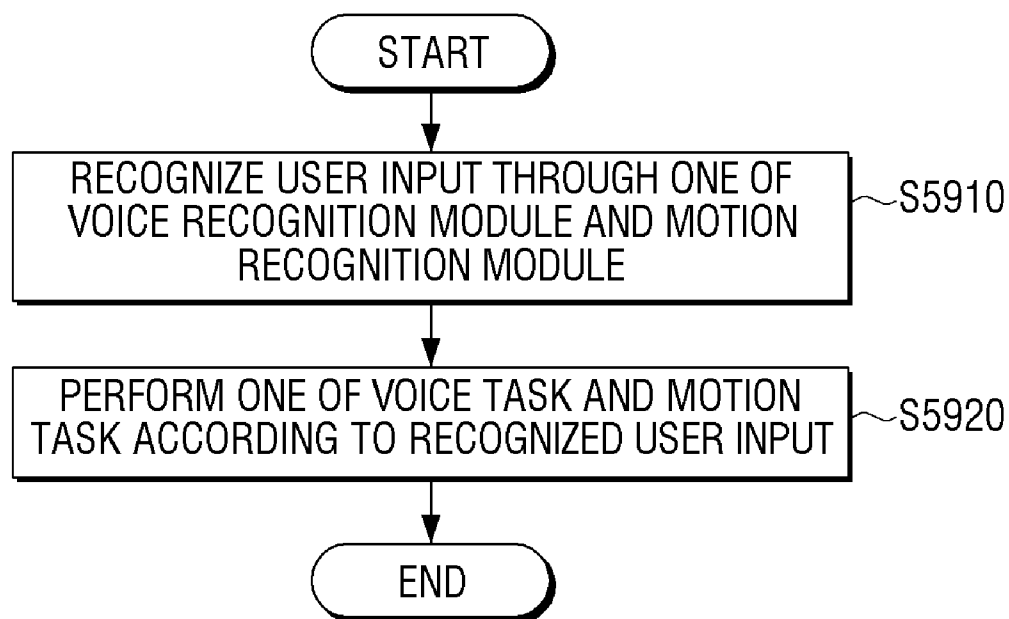 START
RECOGNIZE USER INPUT THROUGH ONE OF
VOICE RECOGNITION MODULE AND MOTION
RECOGNITION MODULE
S5910
PERFORM ONE OF VOICE TASK AND MOTION
TASK ACCORDING TO RECOGNIZED USER INPUT
S5920
END